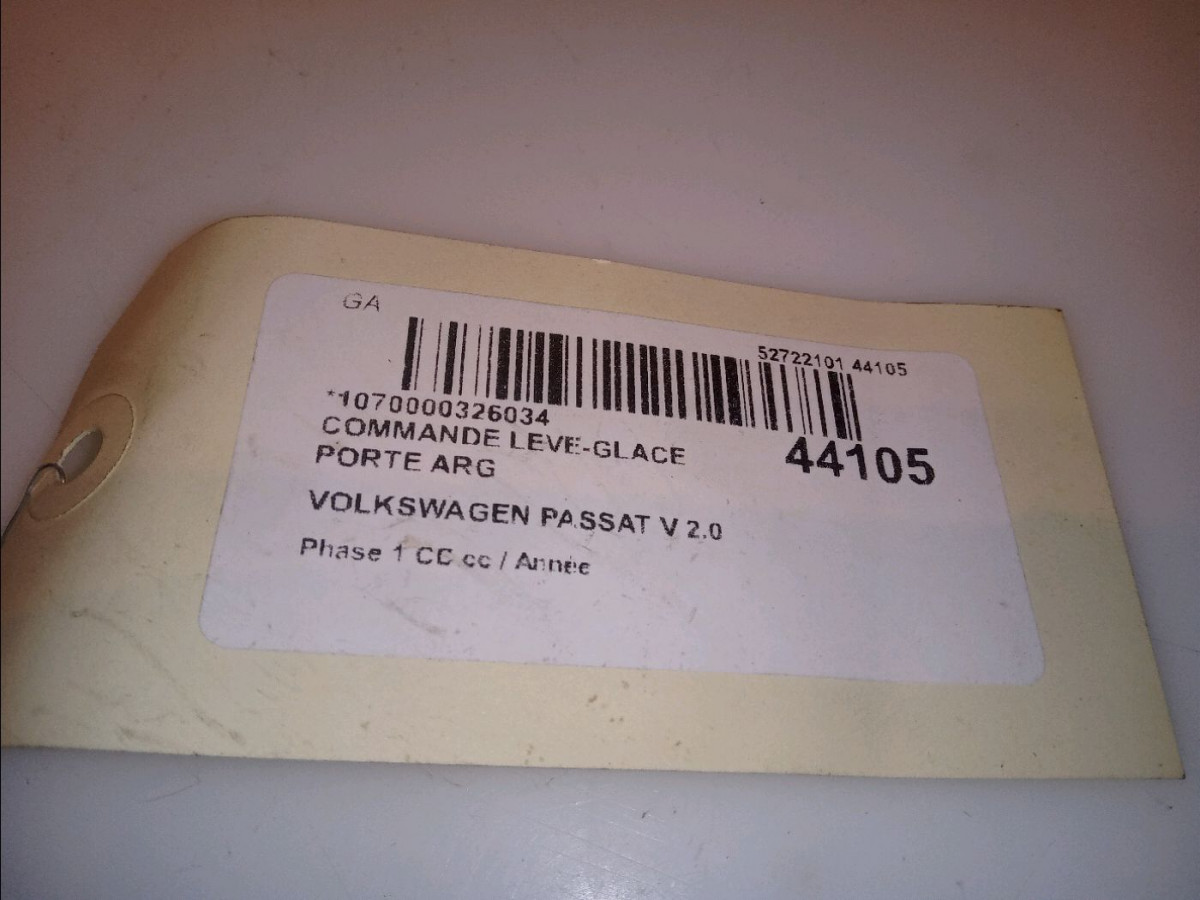 GA
52722101 44105
*1070000326034
44105
COMMANDE LEVE-GLACE
PORTE ARG
VOLKSWAGEN PASSAT V 2.0
Phase 1 CC cc / Année